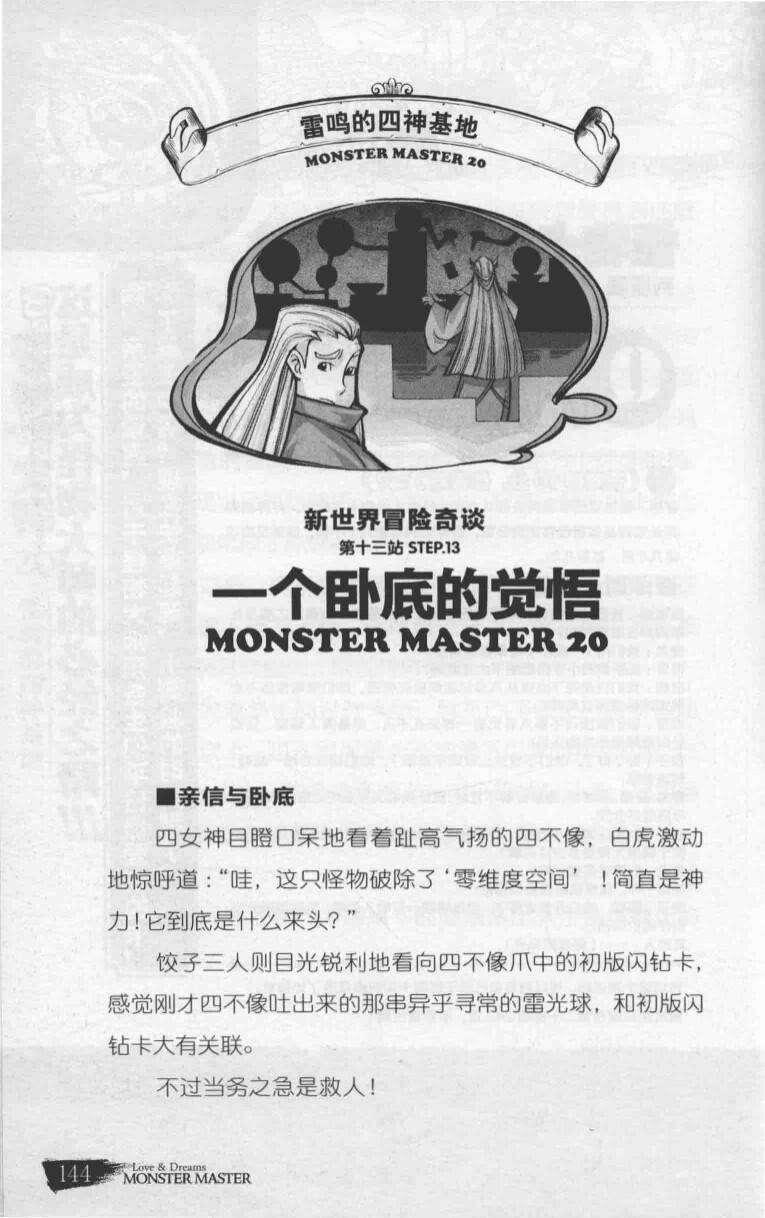 雷鸣的四神基地
MONSTER MASTER 20
新世界冒险奇谈
第十三站 STEP.13
一个卧底的觉悟
MONSTER MASTER 20
■亲信与卧底
四女神目瞪口呆地看着趾高气扬的四不像，白虎激动
地惊呼道：“哇，这只怪物破除了‘零维度空间’！简直是神
力！它到底是什么来头？”
饺子三人则目光锐利地看向四不像爪中的初版闪钻卡，
感觉刚才四不像吐出来的那串异乎寻常的雷光球，和初版闪
钻卡大有关联。
不过当务之急是救人！
144
Love & Dreams
MONSTER MASTER